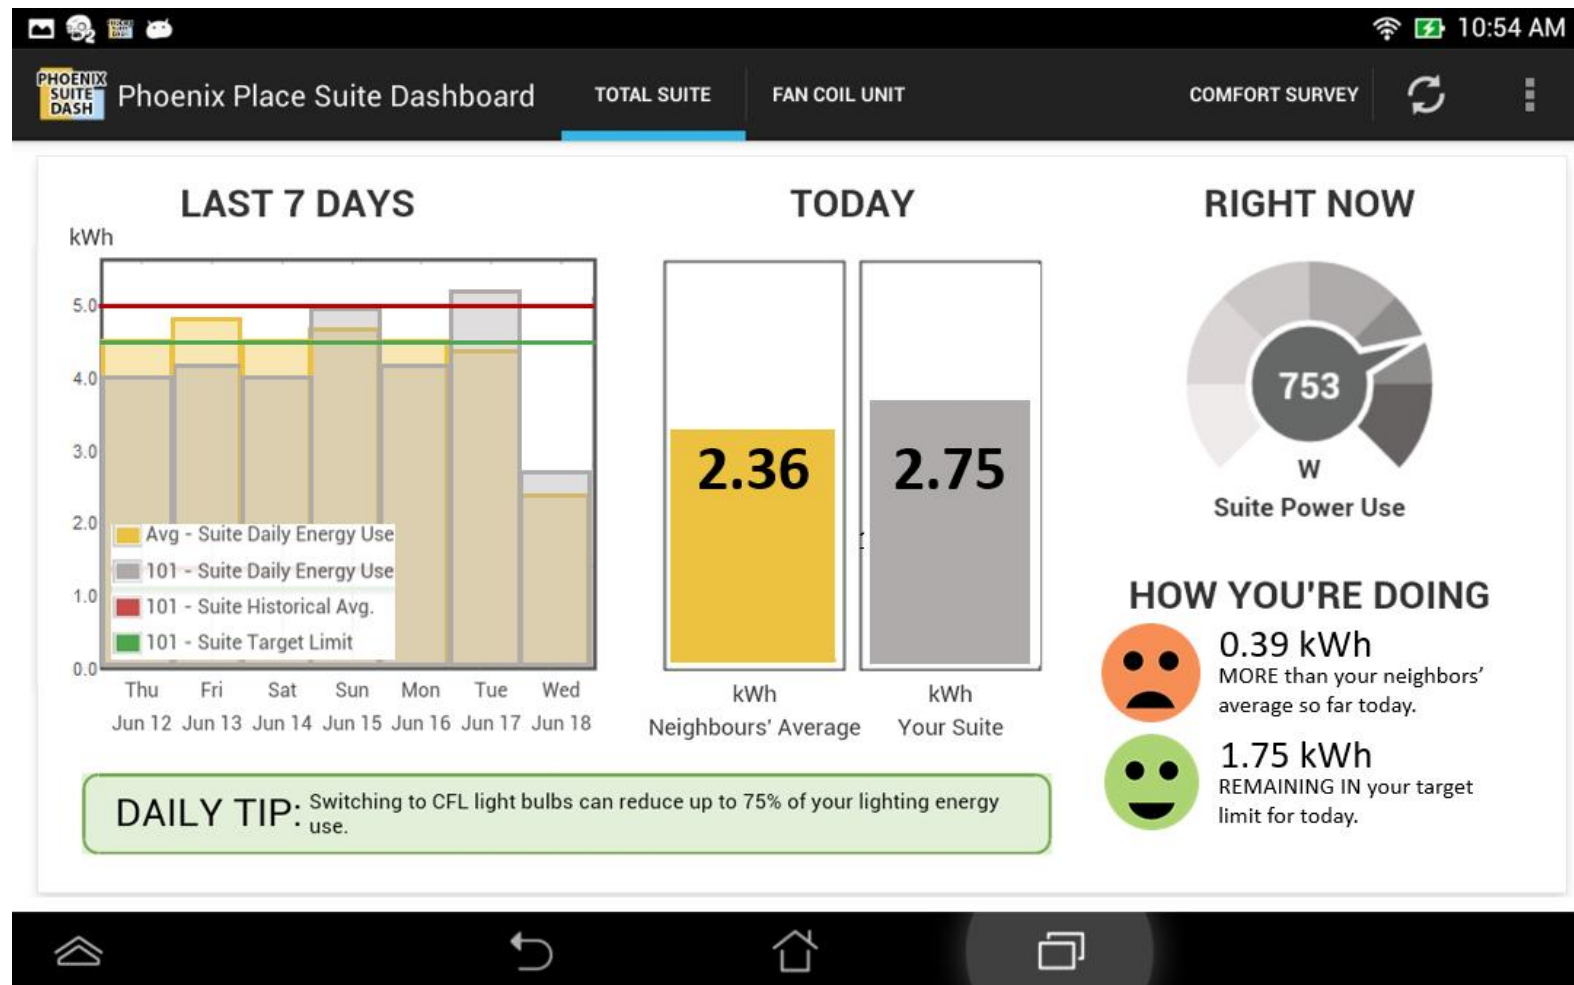 10:54 AM
PHOENIX
SUITE
DASH
Phoenix Place Suite Dashboard
TOTAL SUITE
FAN COIL UNIT
COMFORT SURVEY
LAST 7 DAYS
kWh
5.0
4.0
3.0
2.0
1.0
0.0
Avg - Suite Daily Energy Use
101 - Suite Daily Energy Use
101 - Suite Historical Avg.
101 - Suite Target Limit
Thu Fri Sat Sun Mon Tue Wed
Jun 12 Jun 13 Jun 14 Jun 15 Jun 16 Jun 17 Jun 18
TODAY
2.36
2.75
kWh
Neighbours' Average
kWh
Your Suite
RIGHT NOW
753
W
Suite Power Use
HOW YOU'RE DOING
0.39 kWh
MORE than your neighbors’
average so far today.
1.75 kWh
REMAINING IN your target
limit for today.
DAILY TIP: Switching to CFL light bulbs can reduce up to 75% of your lighting energy
use.